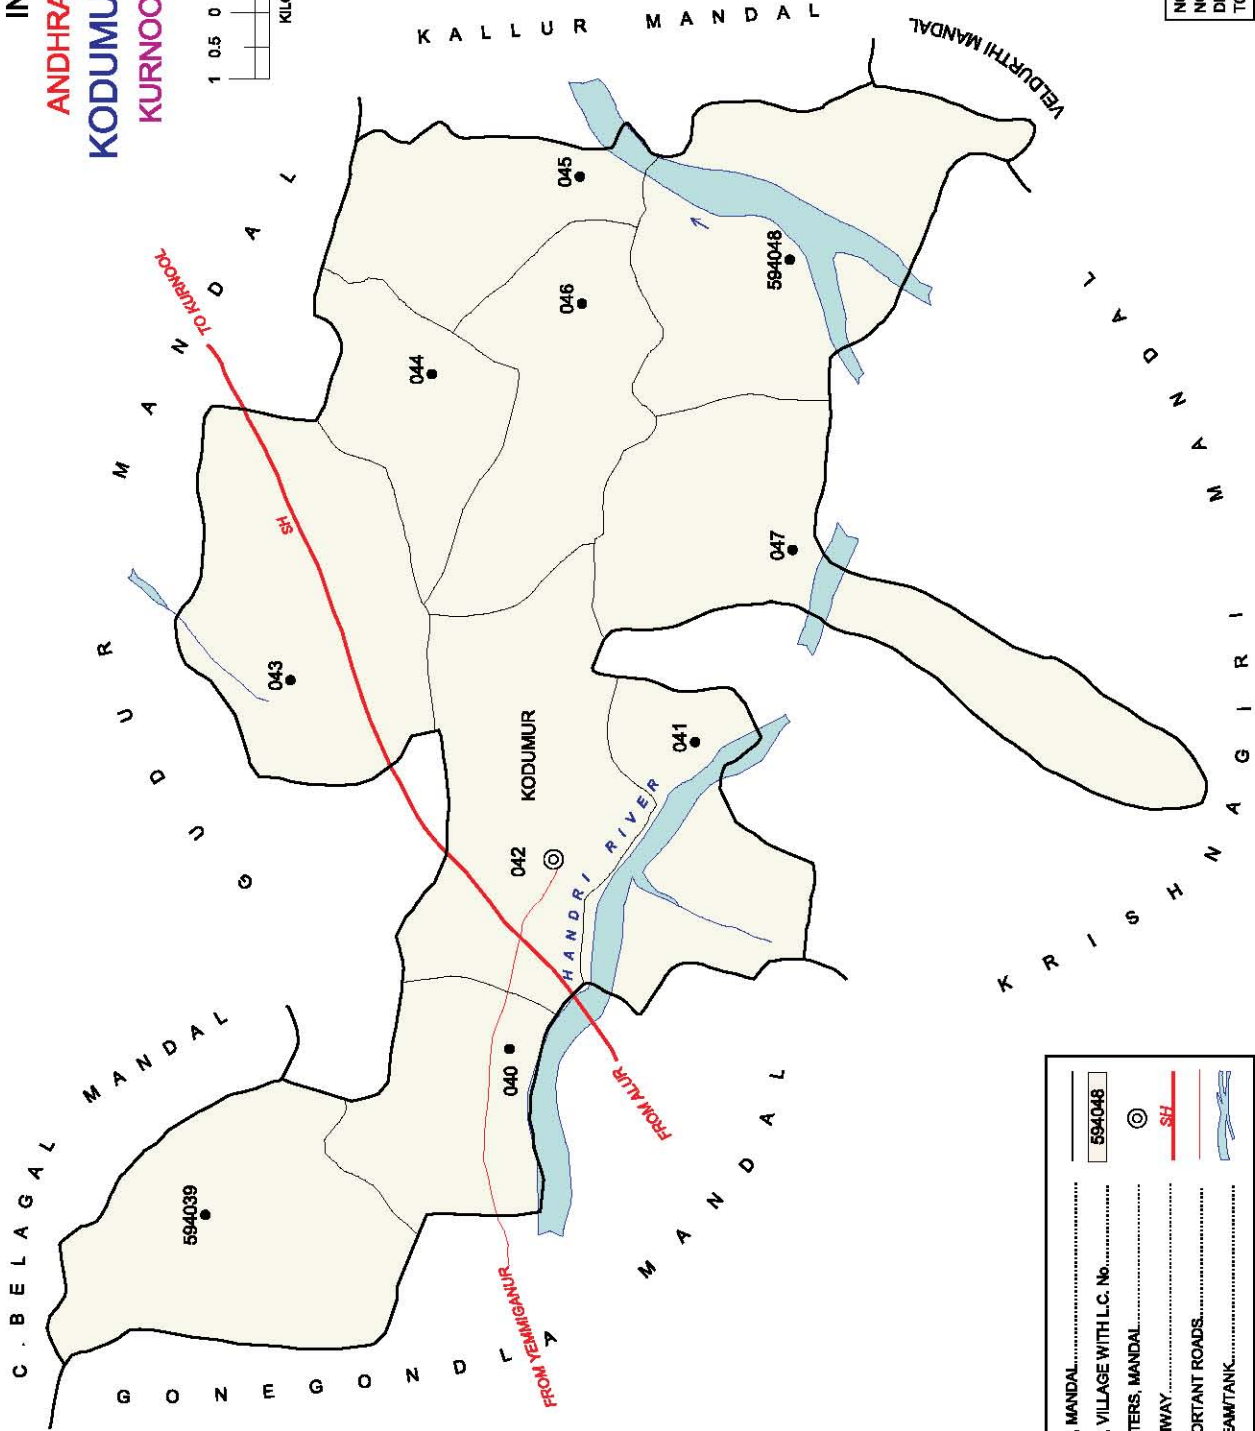 IN
ANDHRA
KODUMU
KURNOO
1 0.5 0
KALLUR MANDAL
VELDURTHI MANDAL
GUDUR MANDAL
TO KURNOOL
SH
045
046
044
594048
043
047
KODUMUR
041
042
HANDRI RIVER
040
FROM ALUR
594039
FROM YEMMIGANUR
C.BELAGAL MANDAL
GONEGONDLA MANDAL
KRISHNAGIRI MANDAL
MANDAL
VILLAGE WITH L.C. No. 594048
TERS, MANDAL
WAY SH
ORTANT ROADS
EAM/TANK
N
N
D
TO